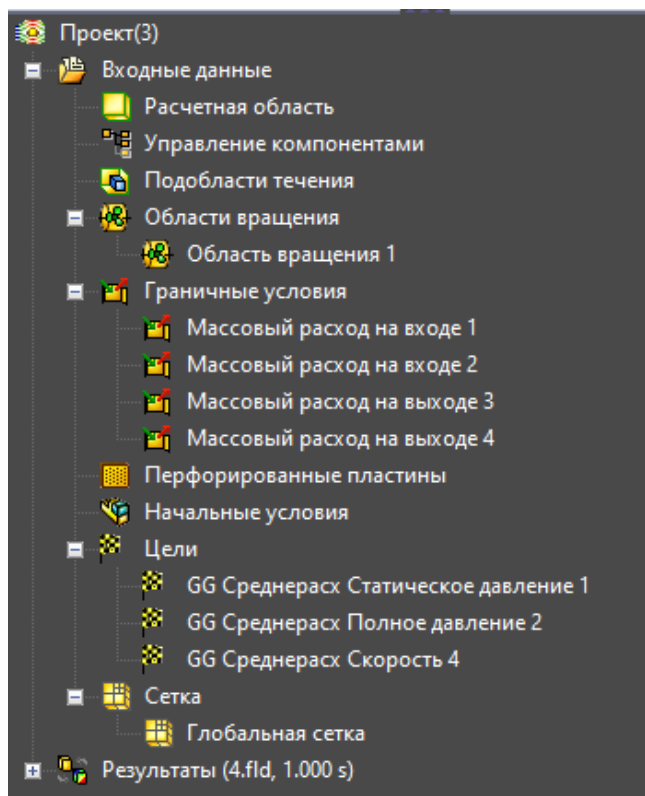 Проект(3)
Входные данные
Расчетная область
Управление компонентами
Подобласти течения
Области вращения
Область вращения 1
Граничные условия
Массовый расход на входе 1
Массовый расход на входе 2
Массовый расход на выходе 3
Массовый расход на выходе 4
Перфорированные пластины
Начальные условия
Цели
GG Среднерасх Статическое давление 1
GG Среднерасх Полное давление 2
GG Среднерасх Скорость 4
Сетка
Глобальная сетка
Результаты (4.fld, 1.000 s)